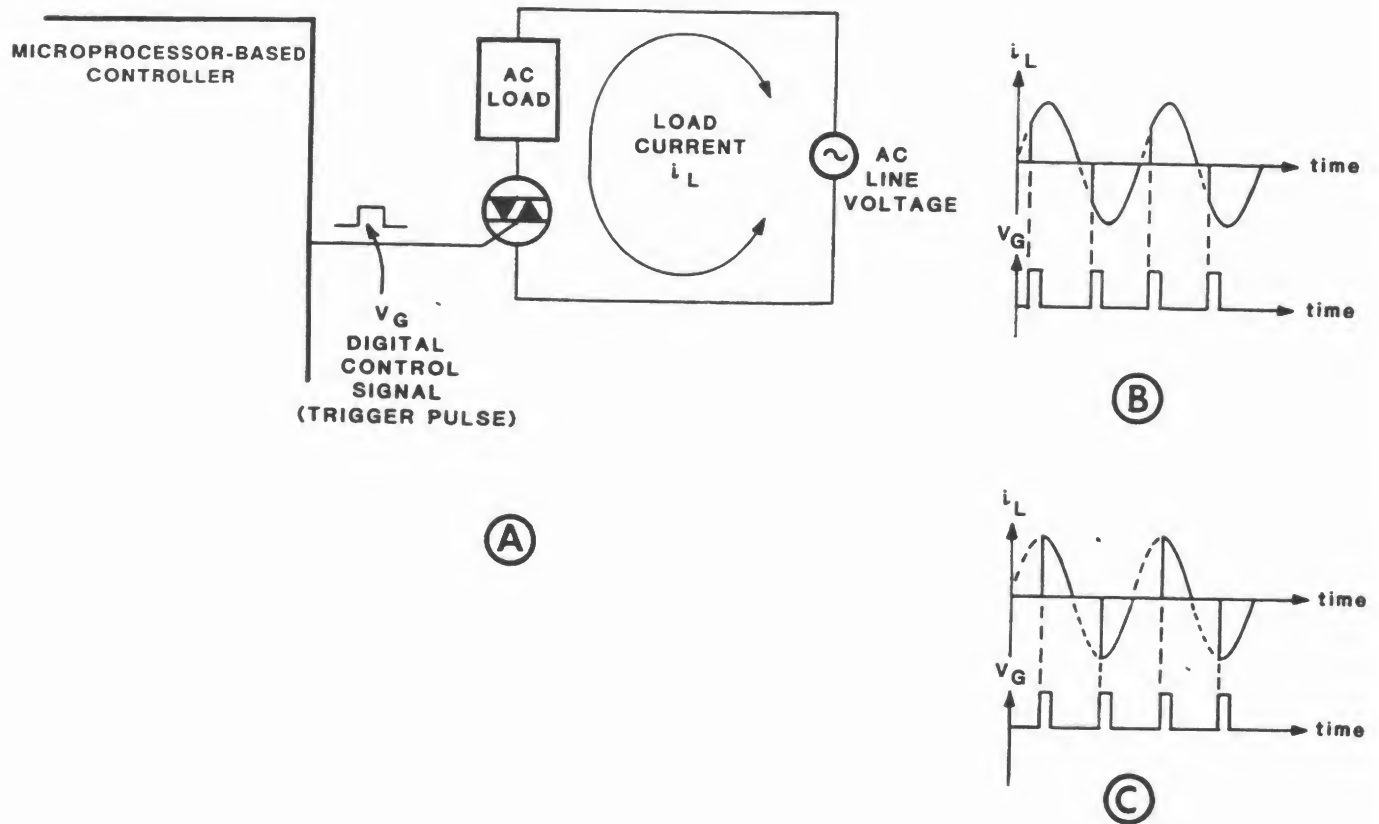 MICROPROCESSOR-BASED
CONTROLLER
AC
LOAD
LOAD
CURRENT
i L
AC
LINE
VOLTAGE
V G
DIGITAL
CONTROL
SIGNAL
(TRIGGER PULSE)
A
i L
time
V G
time
B
i L
time
V G
time
C